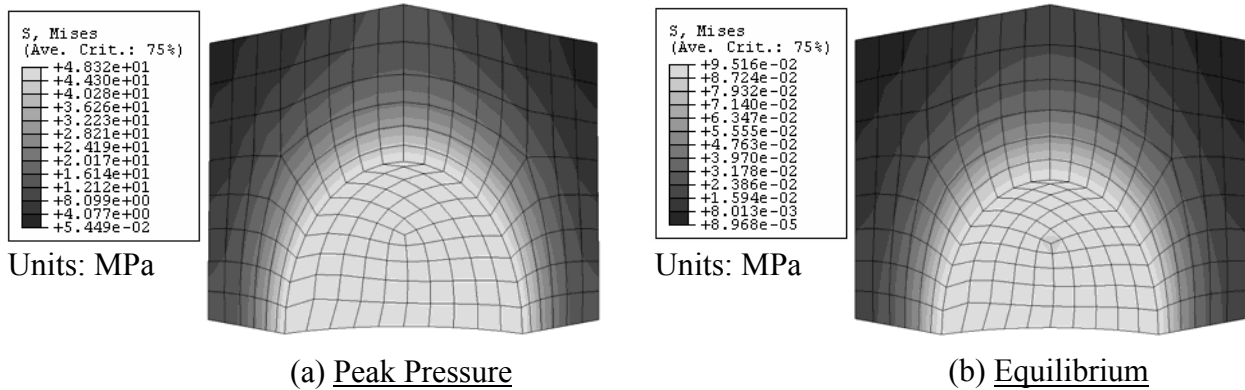 S, Mises
(Ave. Crit.: 75%)
+4.832e+01
+4.430e+01
+4.028e+01
+3.626e+01
+3.223e+01
+2.821e+01
+2.419e+01
+2.017e+01
+1.614e+01
+1.212e+01
+8.099e+00
+4.077e+00
+5.449e-02
Units: MPa
(a) Peak Pressure
S, Mises
(Ave. Crit.: 75%)
+9.516e-02
+8.724e-02
+7.932e-02
+7.140e-02
+6.347e-02
+5.555e-02
+4.763e-02
+3.970e-02
+3.178e-02
+2.386e-02
+1.594e-02
+8.013e-03
+8.968e-05
Units: MPa
(b) Equilibrium